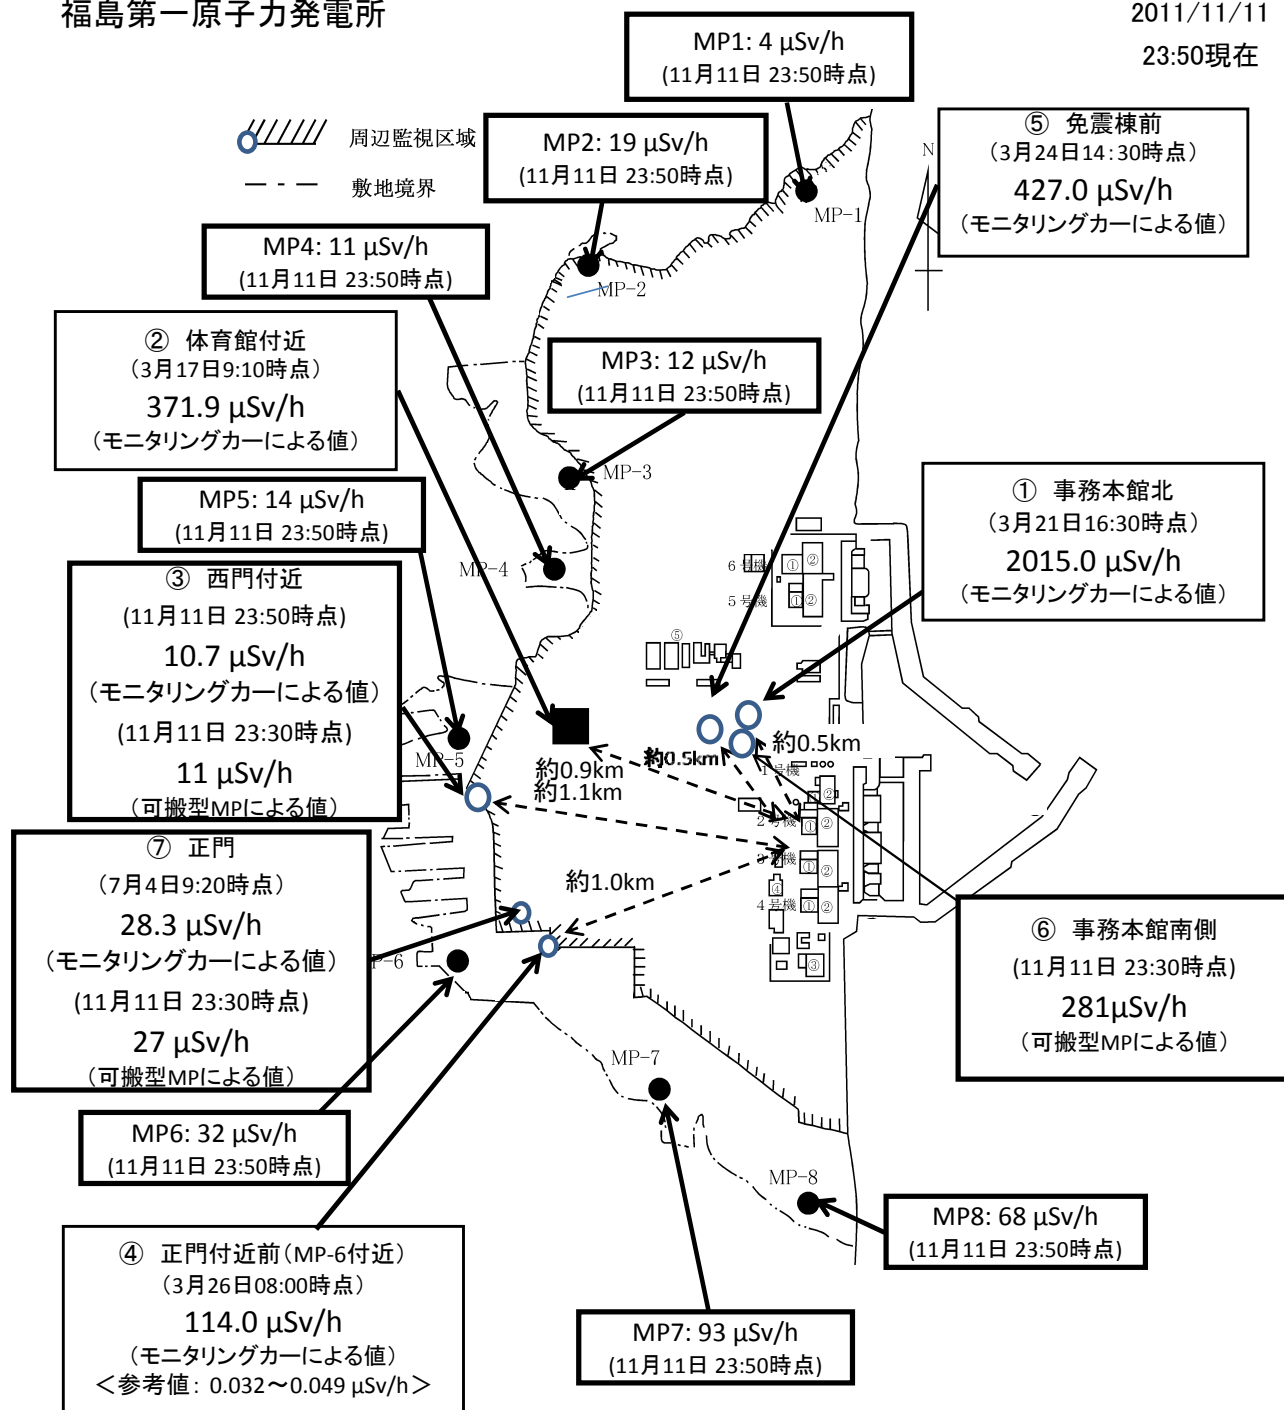 福島第一原子力発電所
2011/11/11
23:50現在
MP1: 4 µSv/h
(11月11日 23:50時点)
周辺監視区域
敷地境界
MP2: 19 µSv/h
(11月11日 23:50時点)
⑤ 免震棟前
(3月24日14:30時点)
427.0 µSv/h
(モニタリングカーによる値)
N
MP-1
MP4: 11 µSv/h
(11月11日 23:50時点)
MP-2
② 体育館付近
(3月17日9:10時点)
371.9 µSv/h
(モニタリングカーによる値)
MP3: 12 µSv/h
(11月11日 23:50時点)
MP-3
MP5: 14 µSv/h
(11月11日 23:50時点)
① 事務本館北
(3月21日16:30時点)
2015.0 µSv/h
(モニタリングカーによる値)
MP-4
6号機
① ②
5号機
① ②
③ 西門付近
(11月11日 23:50時点)
10.7 µSv/h
(モニタリングカーによる値)
(11月11日 23:30時点)
11 µSv/h
(可搬型MPによる値)
⑤
MP-5
約0.9km
約1.1km
約0.5km
約0.5km
1号機
① ②
2号機
① ②
3号機
① ②
④
4号機
① ②
③
約1.0km
⑦ 正門
(7月4日9:20時点)
28.3 µSv/h
(モニタリングカーによる値)
(11月11日 23:30時点)
27 µSv/h
(可搬型MPによる値)
P-6
⑥ 事務本館南側
(11月11日 23:30時点)
281µSv/h
(可搬型MPによる値)
MP-7
MP6: 32 µSv/h
(11月11日 23:50時点)
MP-8
MP8: 68 µSv/h
(11月11日 23:50時点)
④ 正門付近前(MP-6付近)
(3月26日08:00時点)
114.0 µSv/h
(モニタリングカーによる値)
<参考値: 0.032～0.049 µSv/h>
MP7: 93 µSv/h
(11月11日 23:50時点)